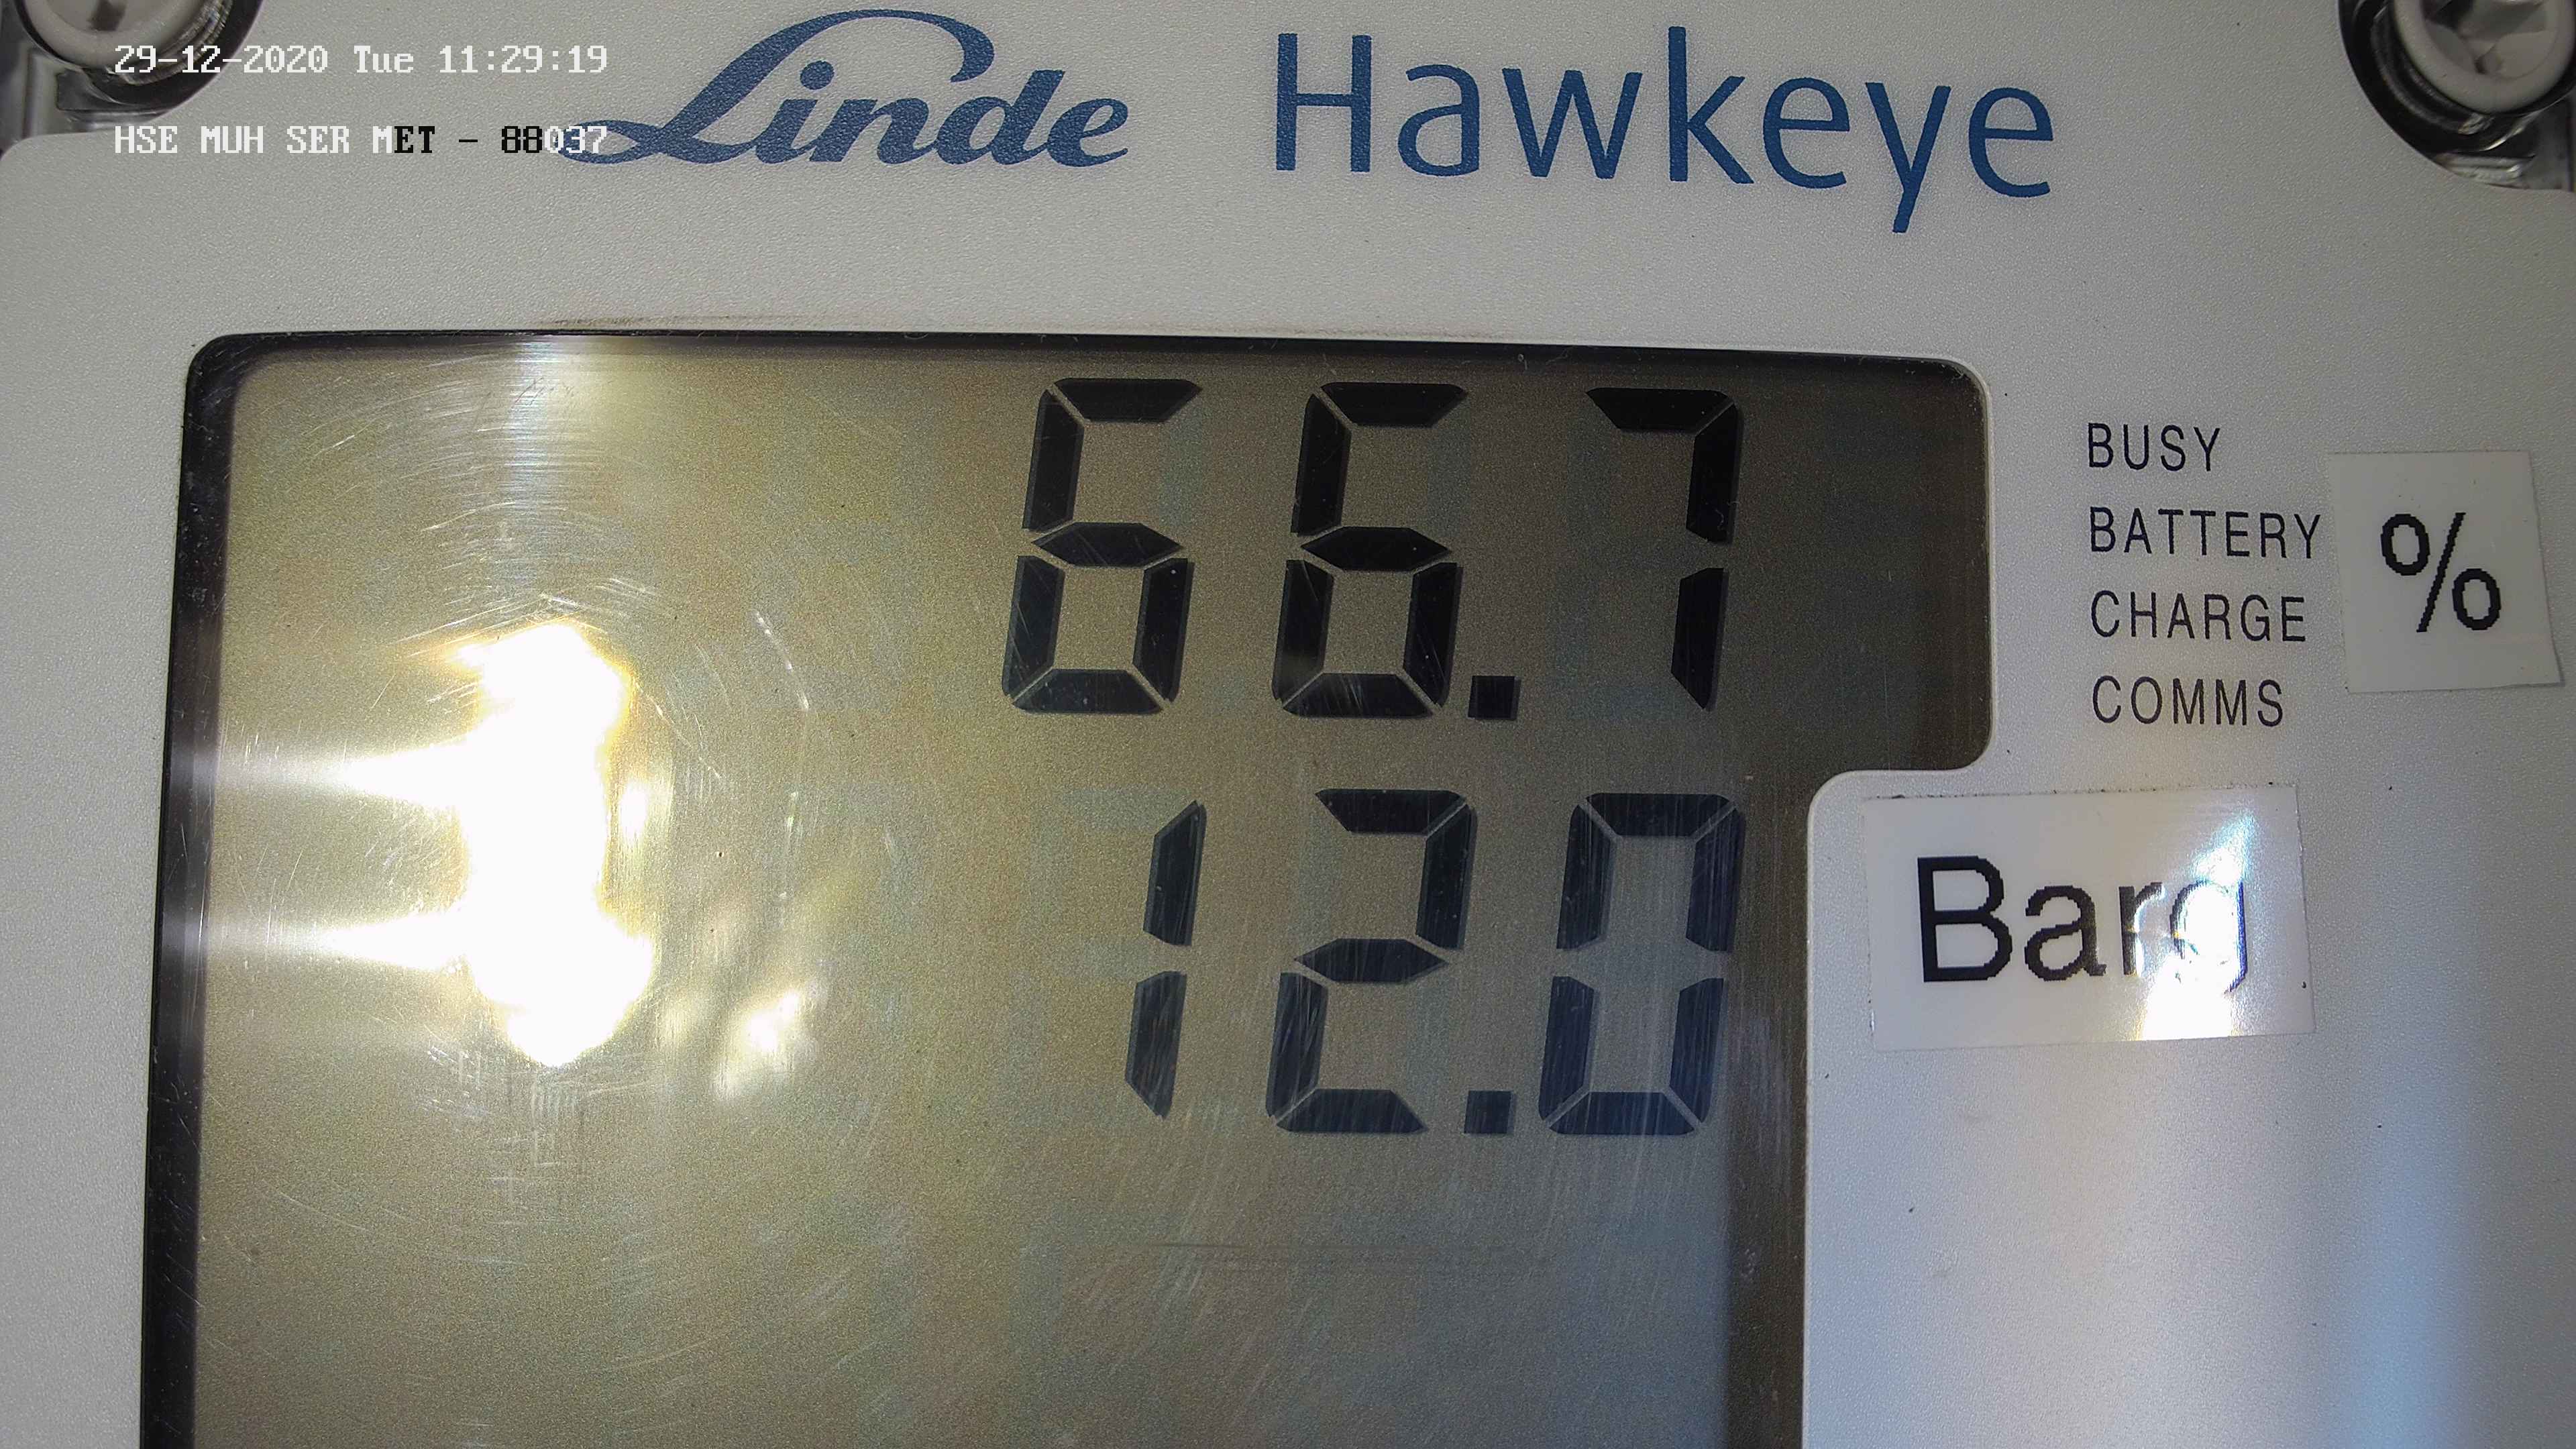 29-12-2020 Tue 11:29:19
HSE MUH SER MET - 88037
Linde Hawkeye
66.7
BUSY
BATTERY
CHARGE
COMMS
%
12.0
Barg